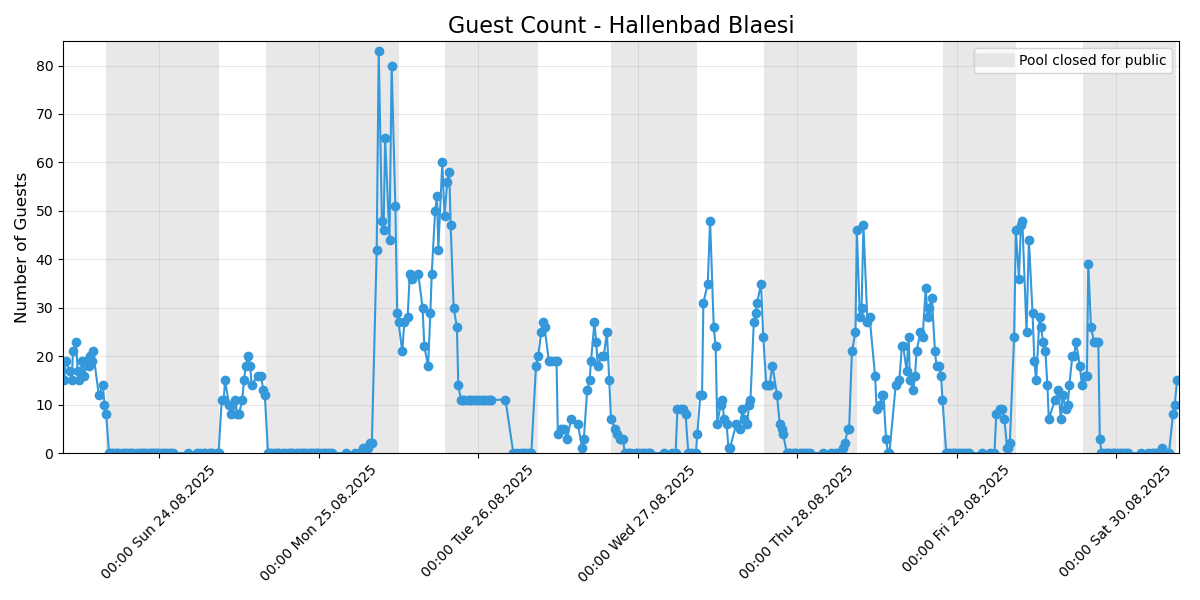 Guest Count - Hallenbad Blaesi
Pool closed for public
Number of Guests
80
70
60
50
40
30
20
10
0
00:00 Sun 24.08.2025
00:00 Mon 25.08.2025
00:00 Tue 26.08.2025
00:00 Wed 27.08.2025
00:00 Thu 28.08.2025
00:00 Fri 29.08.2025
00:00 Sat 30.08.2025